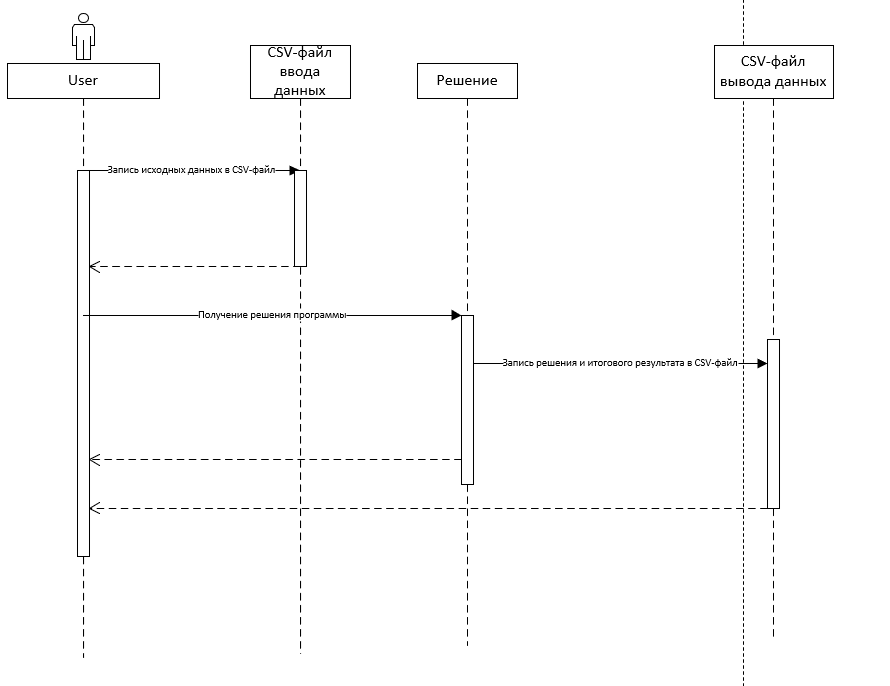 User
CSV-файл
ввода
данных
Решение
CSV-файл
вывода данных
Запись исходных данных в CSV-файл
Получение решения программы
Запись решения и итогового результата в CSV-файл